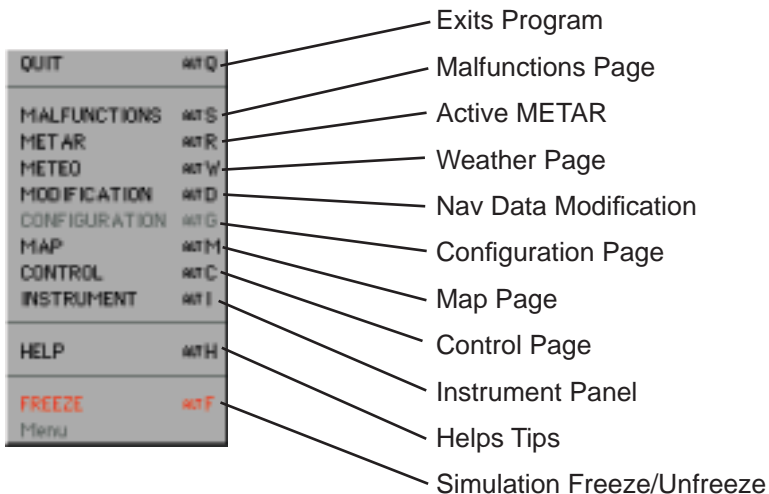 QUIT ALT Q
MALFUNCTIONS ALT S
METAR ALT R
METEO ALT W
MODIFICATION ALT D
CONFIGURATION ALT G
MAP ALT M
CONTROL ALT C
INSTRUMENT ALT I
HELP ALT H
FREEZE ALT F
Menu
Exits Program
Malfunctions Page
Active METAR
Weather Page
Nav Data Modification
Configuration Page
Map Page
Control Page
Instrument Panel
Helps Tips
Simulation Freeze/Unfreeze